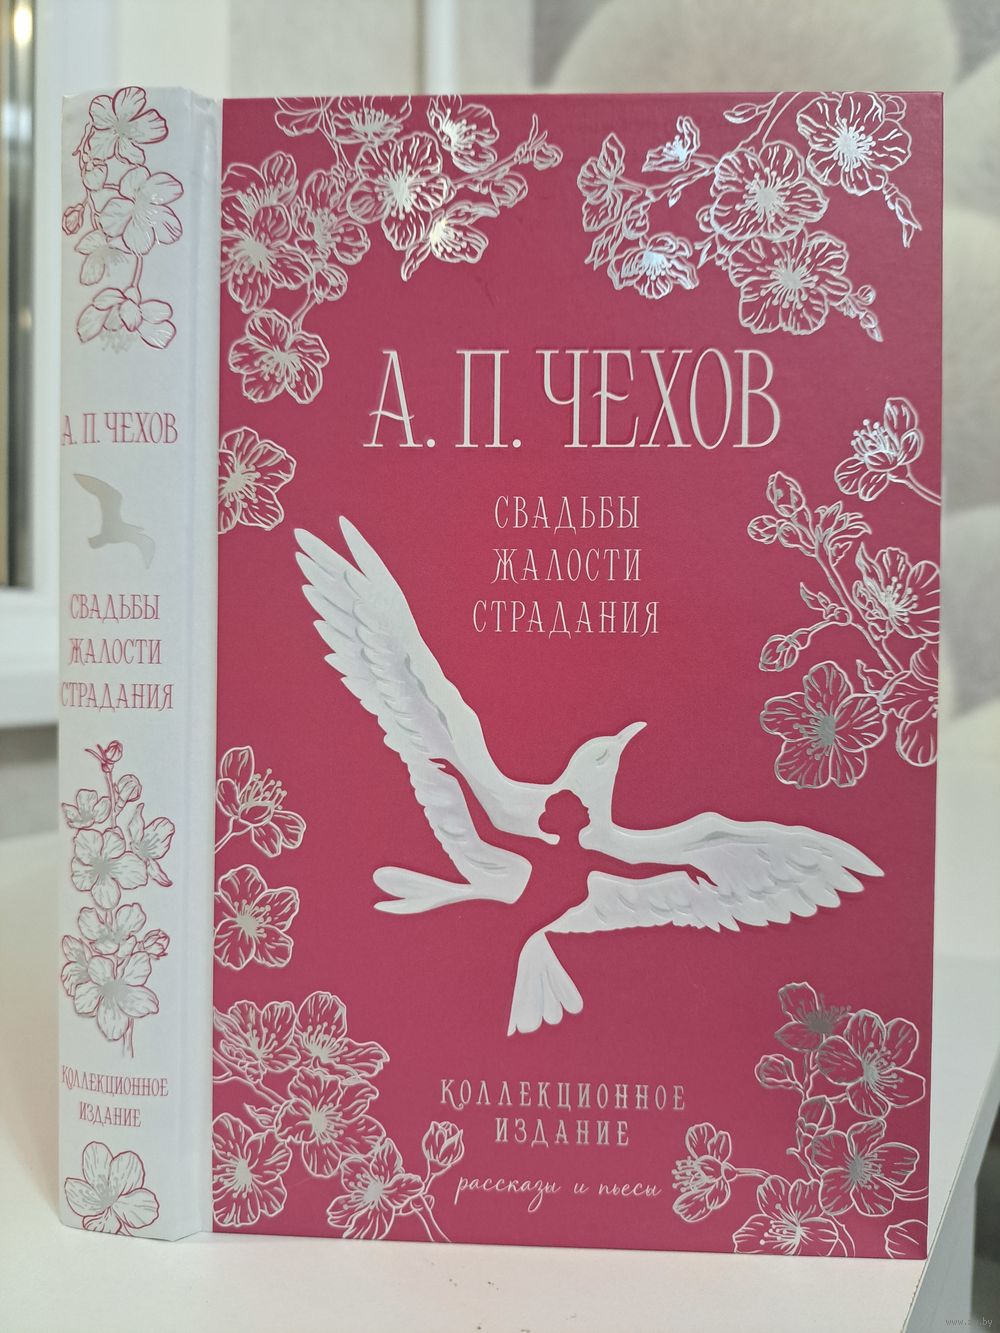 А. П. ЧЕХОВ
СВАДЬБЫ
ЖАЛОСТИ
СТРАДАНИЯ
КОЛЛЕКЦИОННОЕ
ИЗДАНИЕ
А. П. ЧЕХОВ
СВАДЬБЫ
ЖАЛОСТИ
СТРАДАНИЯ
КОЛЛЕКЦИОННОЕ
ИЗДАНИЕ
рассказы и пьесы